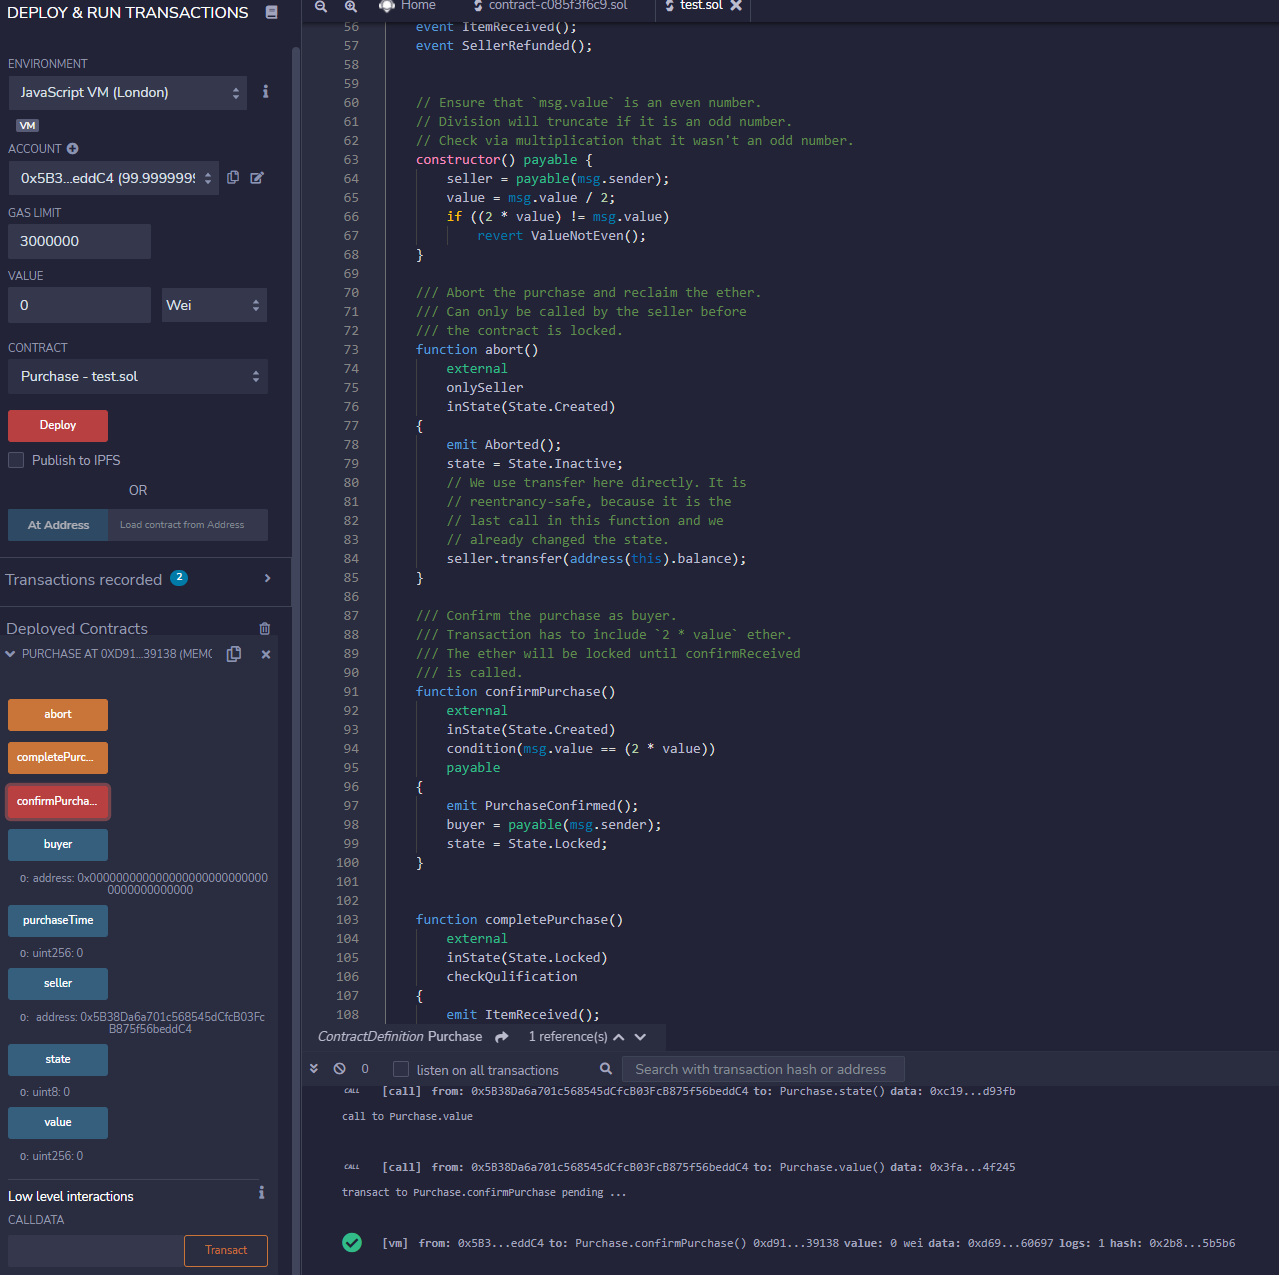 DEPLOY & RUN TRANSACTIONS
ENVIRONMENT
JavaScript VM (London)
VM
ACCOUNT
0x5B3...eddC4 (99.9999999
GAS LIMIT
3000000
VALUE
0
Wei
CONTRACT
Purchase - test.sol
Deploy
Publish to IPFS
OR
At Address
Load contract from Address
Transactions recorded 2
Deployed Contracts
PURCHASE AT 0XD91...39138 (MEMO
abort
completePurc...
confirmPurcha...
buyer
0: address: 0x00000000000000000000000000
0000000000000
purchaseTime
0: uint256: 0
seller
0: address: 0x5B38Da6a701c568545dCfcB03Fc
B875f56beddC4
state
0: uint8: 0
value
0: uint256: 0
Low level interactions
CALLDATA
Transact
Home
contract-c085f3f6c9.sol
test.sol
56 event ItemReceived();
57 event SellerRefunded();
58
59
60 // Ensure that `msg.value` is an even number.
61 // Division will truncate if it is an odd number.
62 // Check via multiplication that it wasn't an odd number.
63 constructor() payable {
64 seller = payable(msg.sender);
65 value = msg.value / 2;
66 if ((2 * value) != msg.value)
67 revert ValueNotEven();
68 }
69
70 /// Abort the purchase and reclaim the ether.
71 /// Can only be called by the seller before
72 /// the contract is locked.
73 function abort()
74 external
75 onlySeller
76 inState(State.Created)
77 {
78 emit Aborted();
79 state = State.Inactive;
80 // We use transfer here directly. It is
81 // reentrancy-safe, because it is the
82 // last call in this function and we
83 // already changed the state.
84 seller.transfer(address(this).balance);
85 }
86
87 /// Confirm the purchase as buyer.
88 /// Transaction has to include `2 * value` ether.
89 /// The ether will be locked until confirmReceived
90 /// is called.
91 function confirmPurchase()
92 external
93 inState(State.Created)
94 condition(msg.value == (2 * value))
95 payable
96 {
97 emit PurchaseConfirmed();
98 buyer = payable(msg.sender);
99 state = State.Locked;
100 }
101
102
103 function completePurchase()
104 external
105 inState(State.Locked)
106 checkQulification
107 {
108 emit ItemReceived();
ContractDefinition Purchase 1 reference(s)
0 listen on all transactions Search with transaction hash or address
CALL [call] from: 0x5B38Da6a701c568545dCfcB03FcB875f56beddC4 to: Purchase.state() data: 0xc19...d93fb
call to Purchase.value
CALL [call] from: 0x5B38Da6a701c568545dCfcB03FcB875f56beddC4 to: Purchase.value() data: 0x3fa...4f245
transact to Purchase.confirmPurchase pending ...
[vm] from: 0x5B3...eddC4 to: Purchase.confirmPurchase() 0xd91...39138 value: 0 wei data: 0xd69...60697 logs: 1 hash: 0x2b8...5b5b6